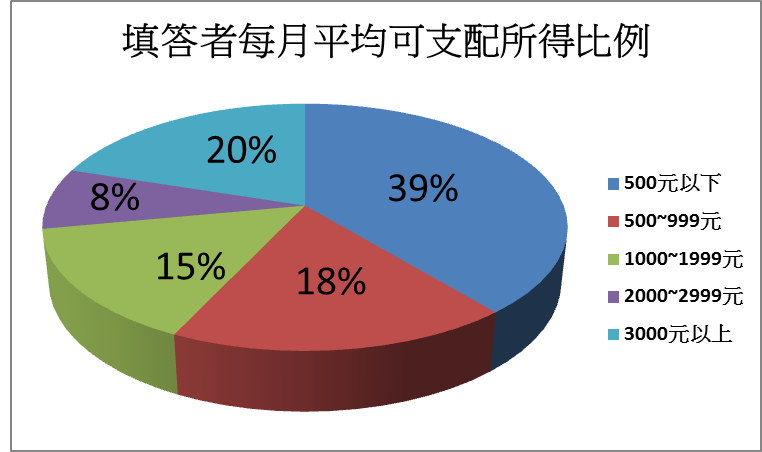 填答者每月平均可支配所得比例
39%
18%
15%
8%
20%
500元以下
500~999元
1000~1999元
2000~2999元
3000元以上